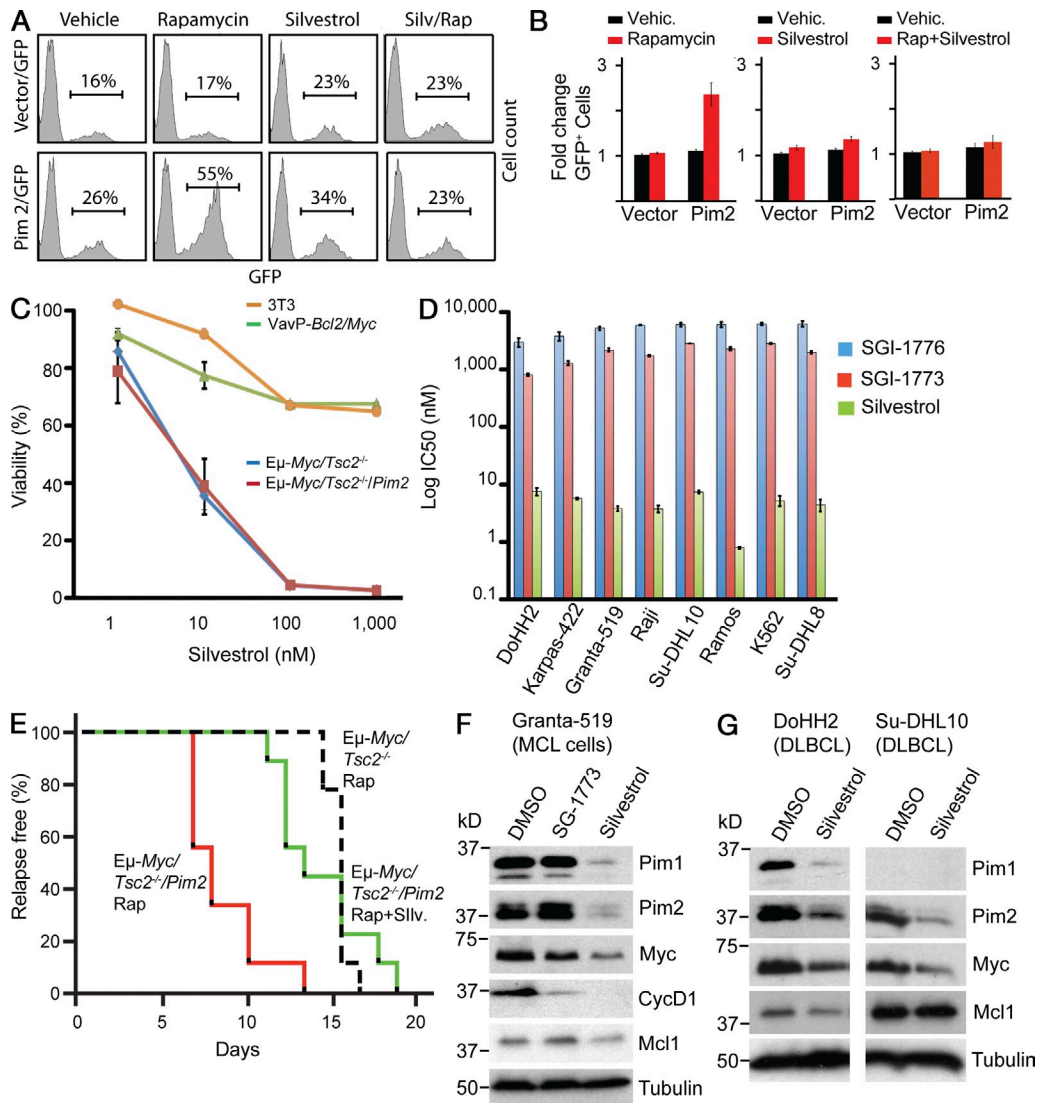 A
Vehicle Rapamycin Silvestrol Silv/Rap
Vector/GFP
16% 17% 23% 23%
Pim 2/GFP
26% 55% 34% 23%
Cell count
GFP
B
Vehic. Vehic. Vehic.
Rapamycin Silvestrol Rap+Silvestrol
Fold change
GFP⁺ Cells
3 3 3
1 1 1
Vector Pim2 Vector Pim2 Vector Pim2
C
Viability (%)
100
80
60
40
20
0
3T3
VavP-Bcl2/Myc
Eμ-Myc/Tsc2⁻/⁻
Eμ-Myc/Tsc2⁻/⁻/Pim2
1 10 100 1,000
Silvestrol (nM)
D
Log IC50 (nM)
10,000
1,000
100
10
1
0.1
SGI-1776
SGI-1773
Silvestrol
DoHH2
Karpas-422
Granta-519
Raji
Su-DHL10
Ramos
K562
Su-DHL8
E
Relapse free (%)
100
80
60
40
20
0
Eμ-Myc/
Tsc2⁻/⁻
Rap
Eμ-Myc/
Tsc2⁻/⁻/Pim2
Rap
Eμ-Myc/
Tsc2⁻/⁻/Pim2
Rap+SIlv.
0 5 10 15 20
Days
F
Granta-519
(MCL cells)
DMSO
SG-1773
Silvestrol
kD
37
Pim1
37
Pim2
75
Myc
37
CycD1
37
Mcl1
50
Tubulin
G
DoHH2 Su-DHL10
(DLBCL) (DLBCL)
DMSO
Silvestrol
DMSO
Silvestrol
kD
37
Pim1
37
Pim2
75
Myc
37
Mcl1
50
Tubulin